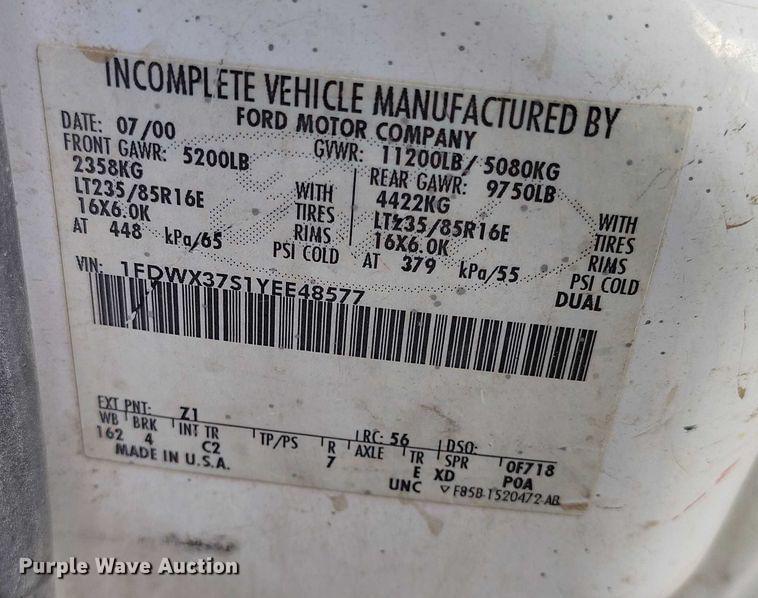 INCOMPLETE VEHICLE MANUFACTURED BY
FORD MOTOR COMPANY
DATE: 07/00
GVWR: 11200LB/ 5080KG
FRONT GAWR: 5200LB
2358KG
LT235/85R16E
16X6.0K
AT 448 kPa/65
WITH
TIRES
RIMS
PSI COLD
REAR GAWR: 9750LB
4422KG
LT235/85R16E
16X6.0K
AT 379 kPa/55
WITH
TIRES
RIMS
PSI COLD
DUAL
VIN: 1FDWX37S1YEE48577
EXT PNT: Z1
RC: 56 DSO:
WB BRK INT TR TP/PS R AXLE TR SPR 0F718
162 4 C2 7 E XD P0A
MADE IN U.S.A.
UNC F85B-1520472-AB
Purple Wave Auction